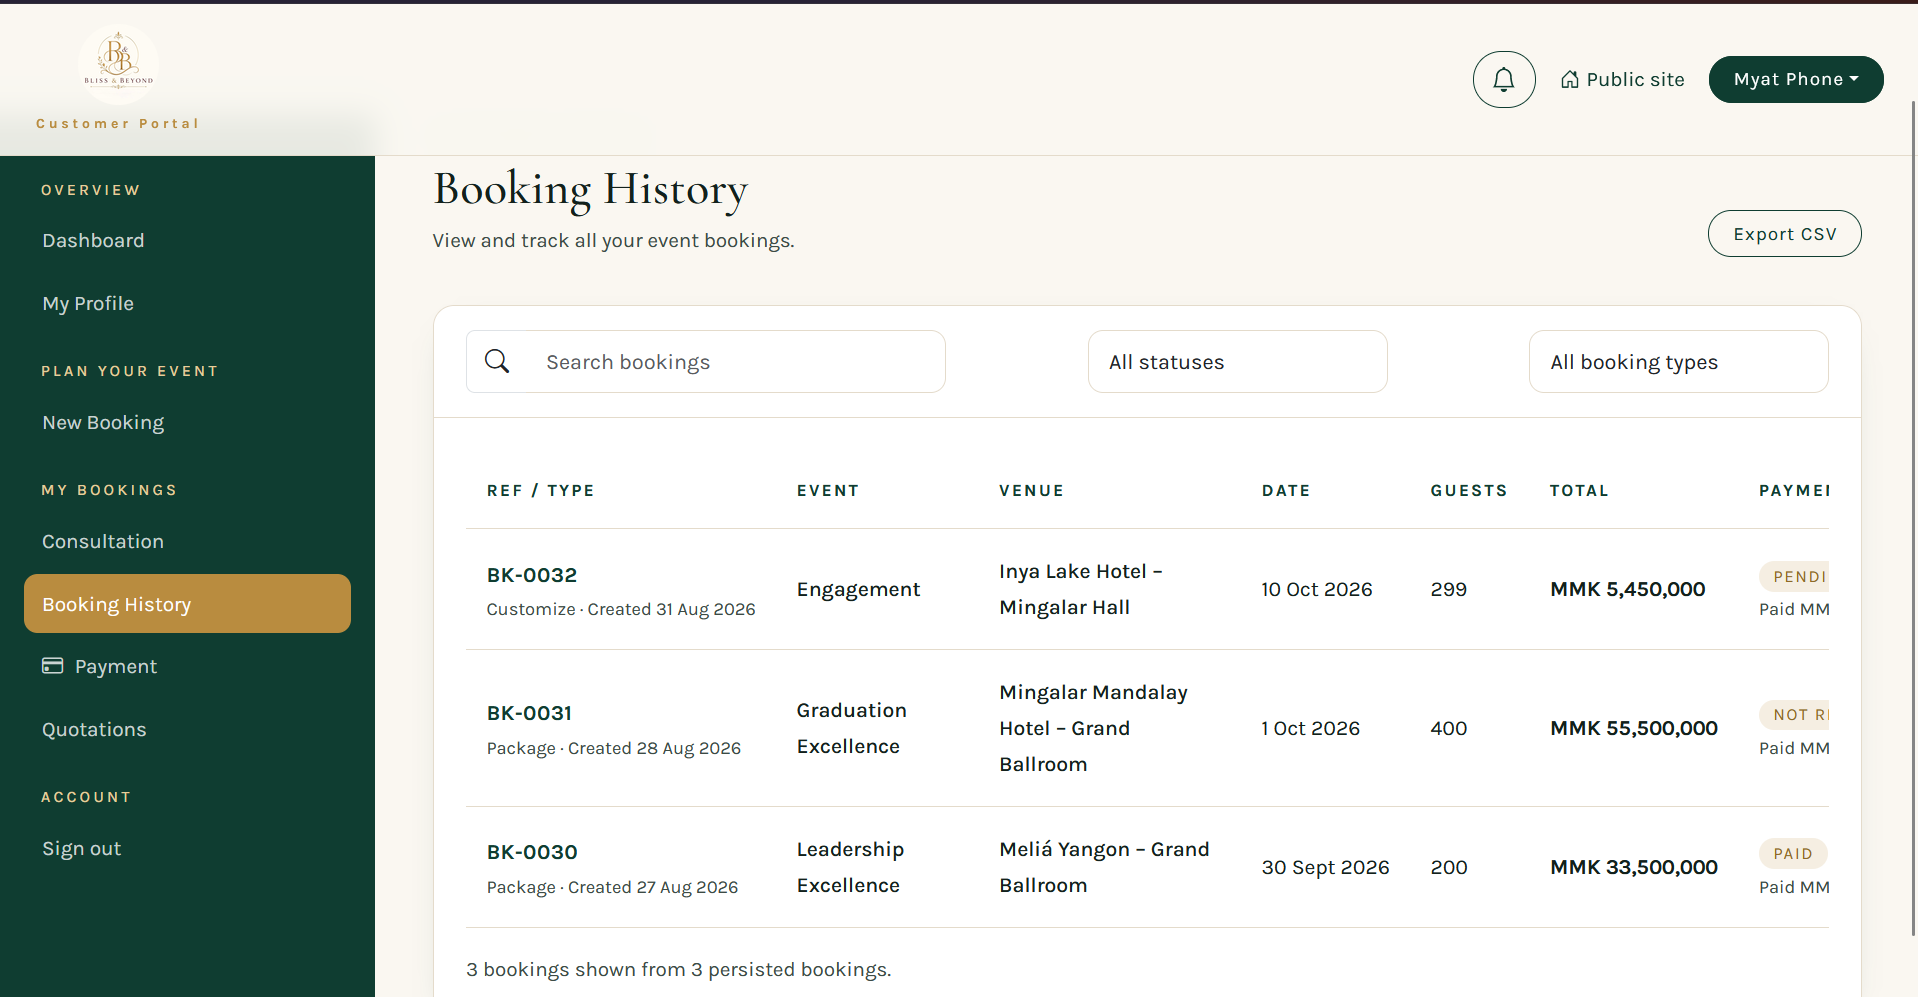 B&B
BLISS & BEYOND
Customer Portal
Public site
Myat Phone
OVERVIEW
Dashboard
My Profile
PLAN YOUR EVENT
New Booking
MY BOOKINGS
Consultation
Booking History
Payment
Quotations
ACCOUNT
Sign out
Booking History
View and track all your event bookings.
Export CSV
Search bookings
All statuses
All booking types
REF / TYPE EVENT VENUE DATE GUESTS TOTAL PAYMEN
BK-0032
Customize · Created 31 Aug 2026
Engagement
Inya Lake Hotel –
Mingalar Hall
10 Oct 2026
299
MMK 5,450,000
PENDI
Paid MM
BK-0031
Package · Created 28 Aug 2026
Graduation
Excellence
Mingalar Mandalay
Hotel – Grand
Ballroom
1 Oct 2026
400
MMK 55,500,000
NOT R
Paid MM
BK-0030
Package · Created 27 Aug 2026
Leadership
Excellence
Meliá Yangon – Grand
Ballroom
30 Sept 2026
200
MMK 33,500,000
PAID
Paid MM
3 bookings shown from 3 persisted bookings.